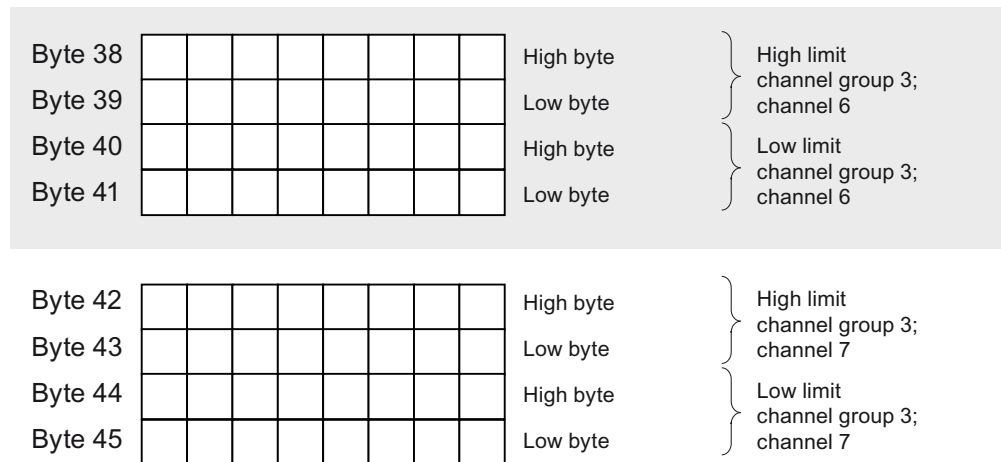 Byte 38
High byte
High limit
channel group 3;
channel 6
Byte 39
Low byte
Byte 40
High byte
Low limit
channel group 3;
channel 6
Byte 41
Low byte
Byte 42
High byte
High limit
channel group 3;
channel 7
Byte 43
Low byte
Byte 44
High byte
Low limit
channel group 3;
channel 7
Byte 45
Low byte